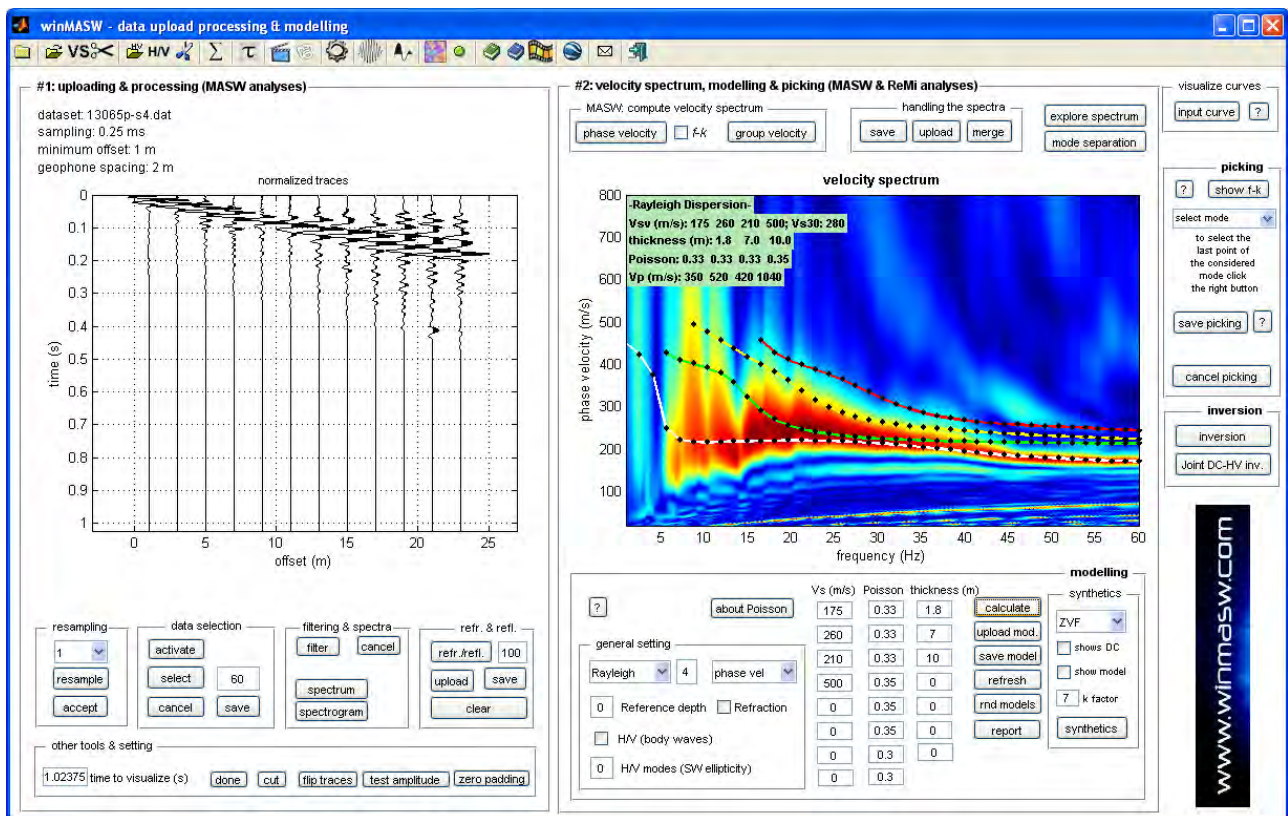 winMASW - data upload processing & modelling
VS
H/V
Σ
τ
#1: uploading & processing (MASW analyses)
dataset: 13065p-s4.dat
sampling: 0.25 ms
minimum offset: 1 m
geophone spacing: 2 m
normalized traces
0
0.1
0.2
0.3
0.4
0.5
0.6
0.7
0.8
0.9
1
time (s)
0 5 10 15 20 25
offset (m)
resampling
1
resample
accept
data selection
activate
select 60
cancel save
filtering & spectra
filter cancel
spectrum
spectrogram
refr. & refl.
refr./refl. 100
upload save
clear
other tools & setting
1.02375 time to visualize (s) done cut flip traces test amplitude zero padding
#2: velocity spectrum, modelling & picking (MASW & ReMi analyses)
MASW: compute velocity spectrum
phase velocity f-k group velocity
handling the spectra
save upload merge
explore spectrum
mode separation
velocity spectrum
-Rayleigh Dispersion-
Vsv (m/s): 175 260 210 500; Vs30: 280
thickness (m): 1.8 7.0 10.0
Poisson: 0.33 0.33 0.33 0.35
Vp (m/s): 350 520 420 1040
800
700
600
500
400
300
200
100
phase velocity (m/s)
5 10 15 20 25 30 35 40 45 50 55 60
frequency (Hz)
modelling
? about Poisson
general setting
Rayleigh 4 phase vel
0 Reference depth Refraction
H/V (body waves)
0 H/V modes (SW ellipticity)
Vs (m/s) Poisson thickness (m)
175 0.33 1.8
260 0.33 7
210 0.33 10
500 0.35 0
0 0.35 0
0 0.35 0
0 0.3 0
0 0.3
calculate
upload mod.
save model
refresh
rnd models
report
synthetics
ZVF
shows DC
show model
7 k factor
synthetics
visualize curves
input curve ?
picking
? show f-k
select mode
to select the
last point of
the considered
mode click
the right button
save picking ?
cancel picking
inversion
inversion
Joint DC-HV inv.
www.winmasw.com